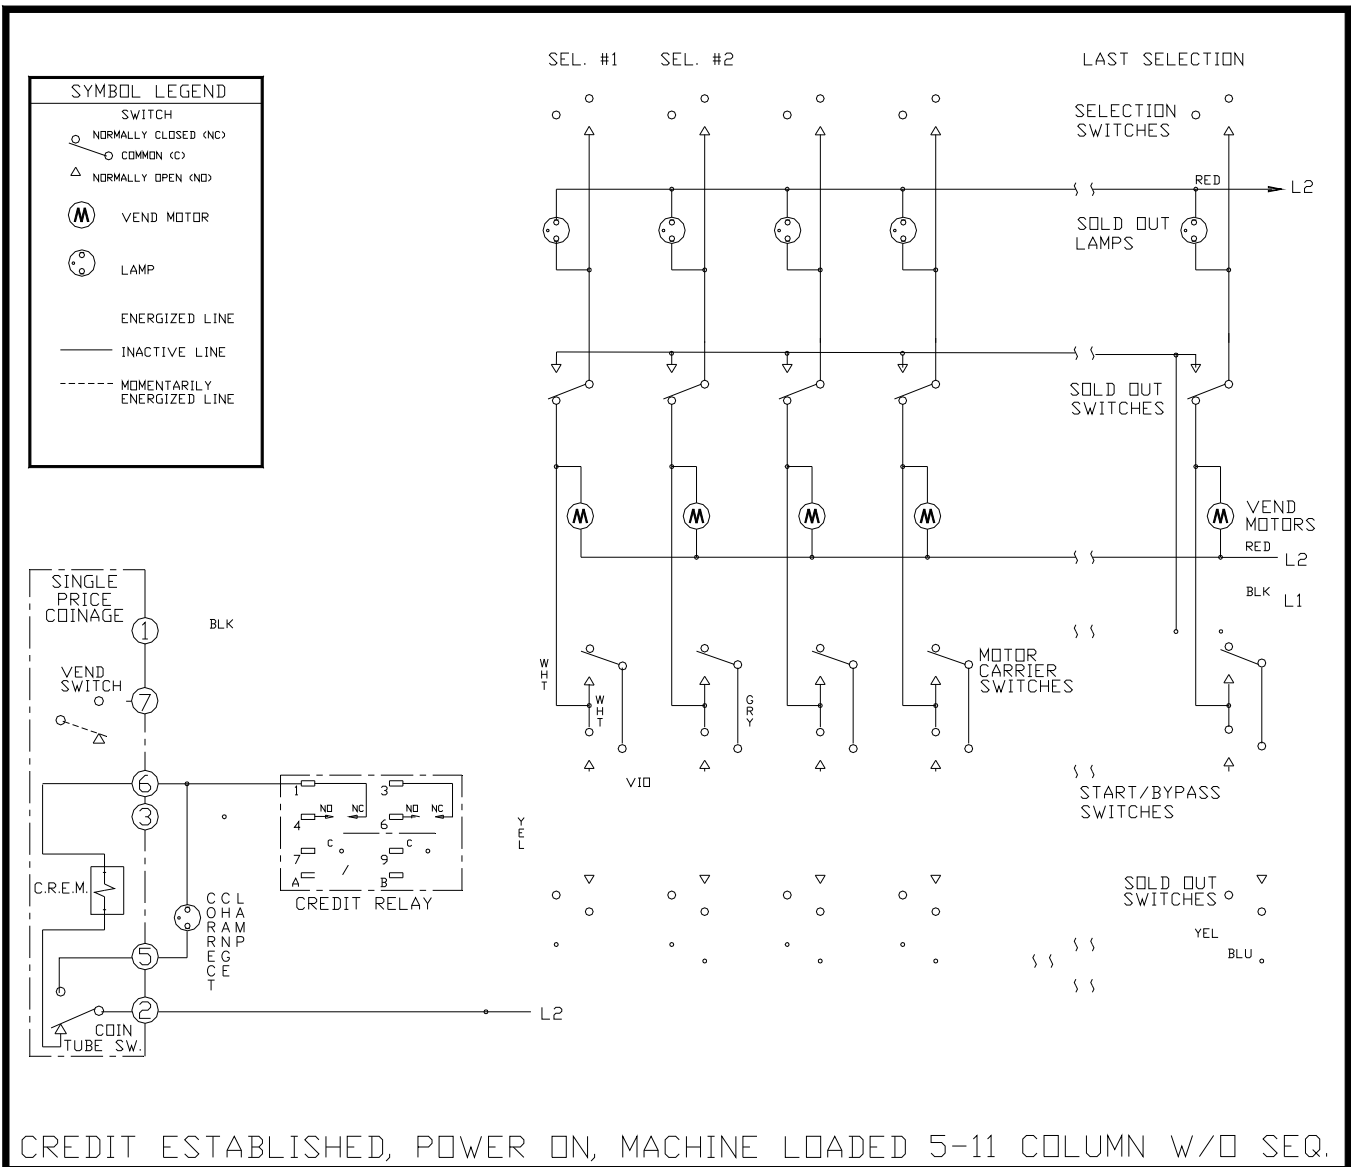 SEL. #1
SEL. #2
LAST SELECTION
SYMBOL LEGEND
SWITCH
NORMALLY CLOSED (NC)
COMMON (C)
NORMALLY OPEN (NO)
M
VEND MOTOR
LAMP
ENERGIZED LINE
INACTIVE LINE
MOMENTARILY
ENERGIZED LINE
SELECTION
SWITCHES
RED
L2
SOLD OUT
LAMPS
SOLD OUT
SWITCHES
M
M
M
M
M
VEND
MOTORS
RED
L2
BLK
L1
SINGLE
PRICE
COINAGE
1
BLK
VEND
SWITCH
7
WHT
WHT
GRY
MOTOR
CARRIER
SWITCHES
6
3
VIO
START/BYPASS
SWITCHES
1
3
NO
NC
NO
NC
4
6
C
C
7
9
A
B
CREDIT RELAY
YEL
C.R.E.M.
CORRECT
CHANGE
LAMP
SOLD OUT
SWITCHES
YEL
BLU
5
2
L2
COIN
TUBE SW.
CREDIT ESTABLISHED, POWER ON, MACHINE LOADED 5-11 COLUMN W/O SEQ.